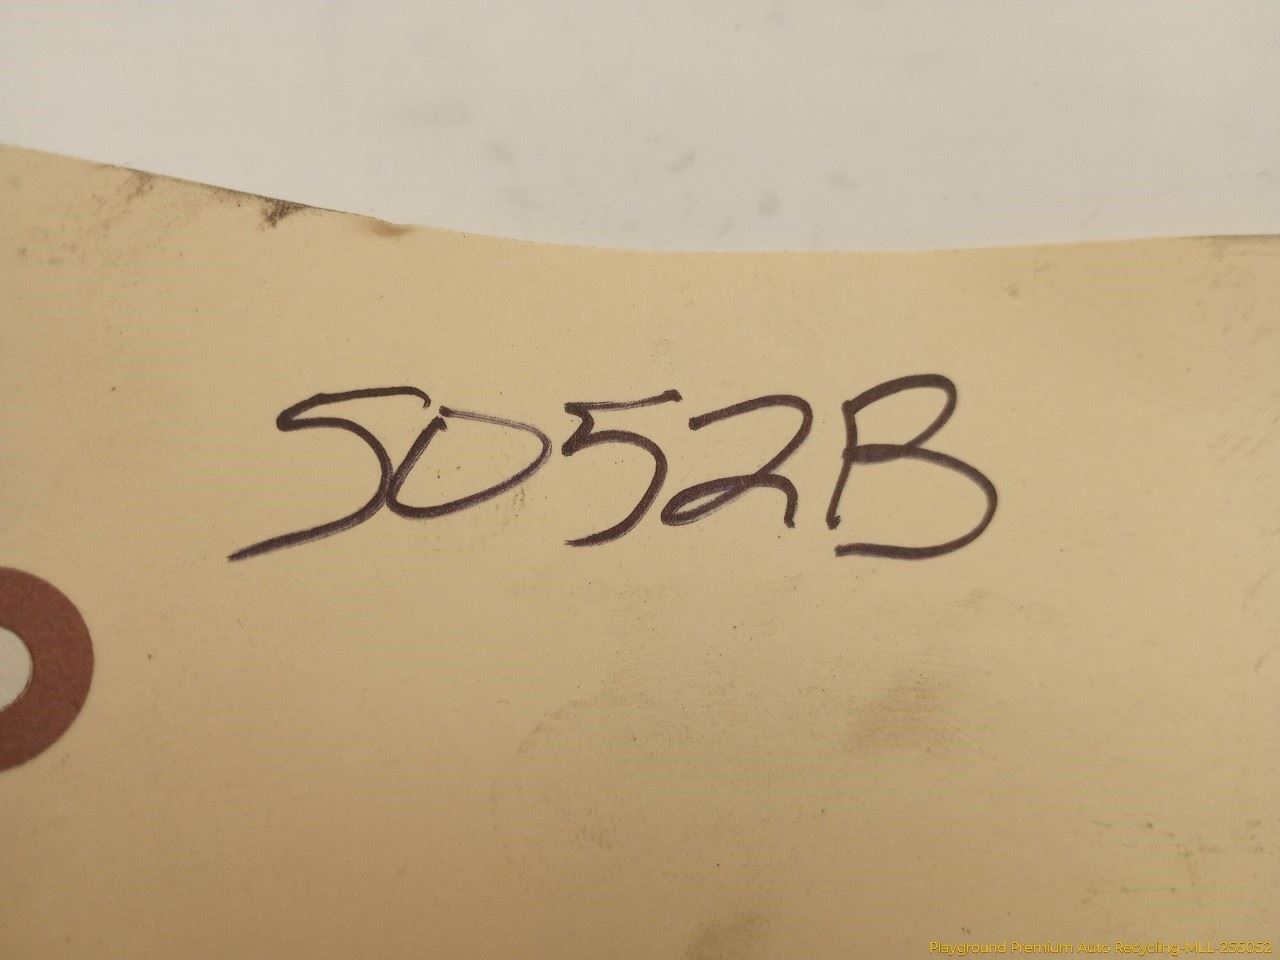 5052B
Playground Premium Auto Recycling-MLL-255052